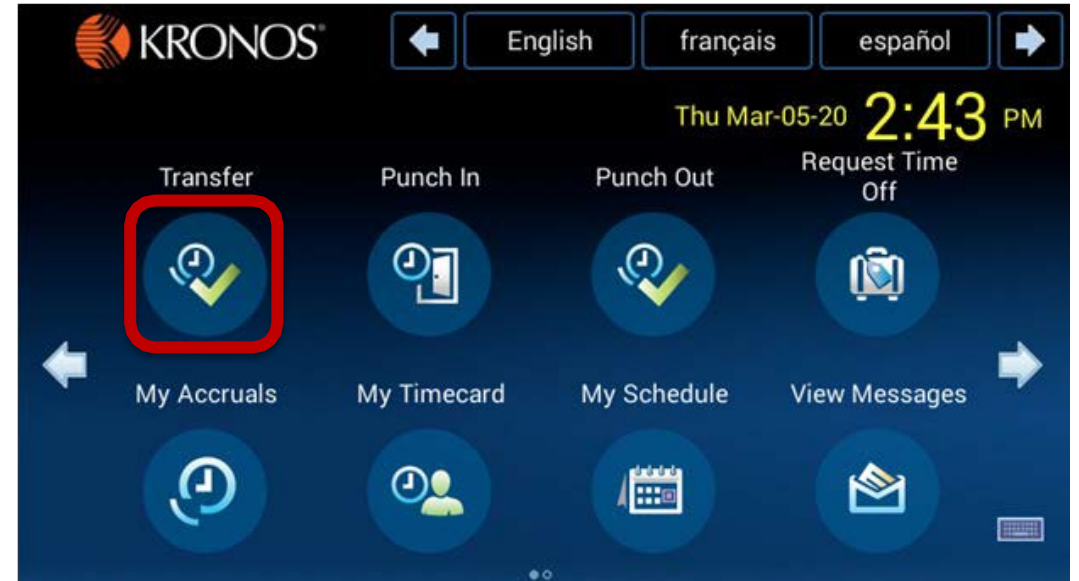 KRONOS®
English français español
Thu Mar-05-20 2:43 PM
Transfer Punch In Punch Out Request Time
Off
My Accruals My Timecard My Schedule View Messages